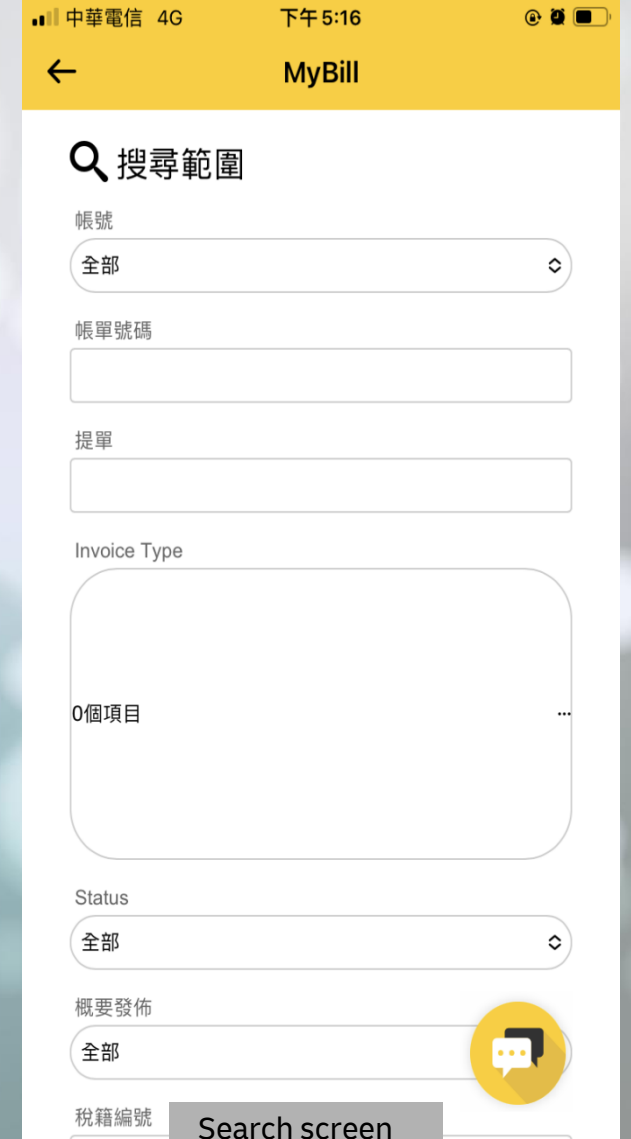 中華電信 4G 下午5:16
MyBill
搜尋範圍
帳號
全部
帳單號碼
提單
Invoice Type
0個項目 ...
Status
全部
概要發佈
全部
稅籍編號
Search screen